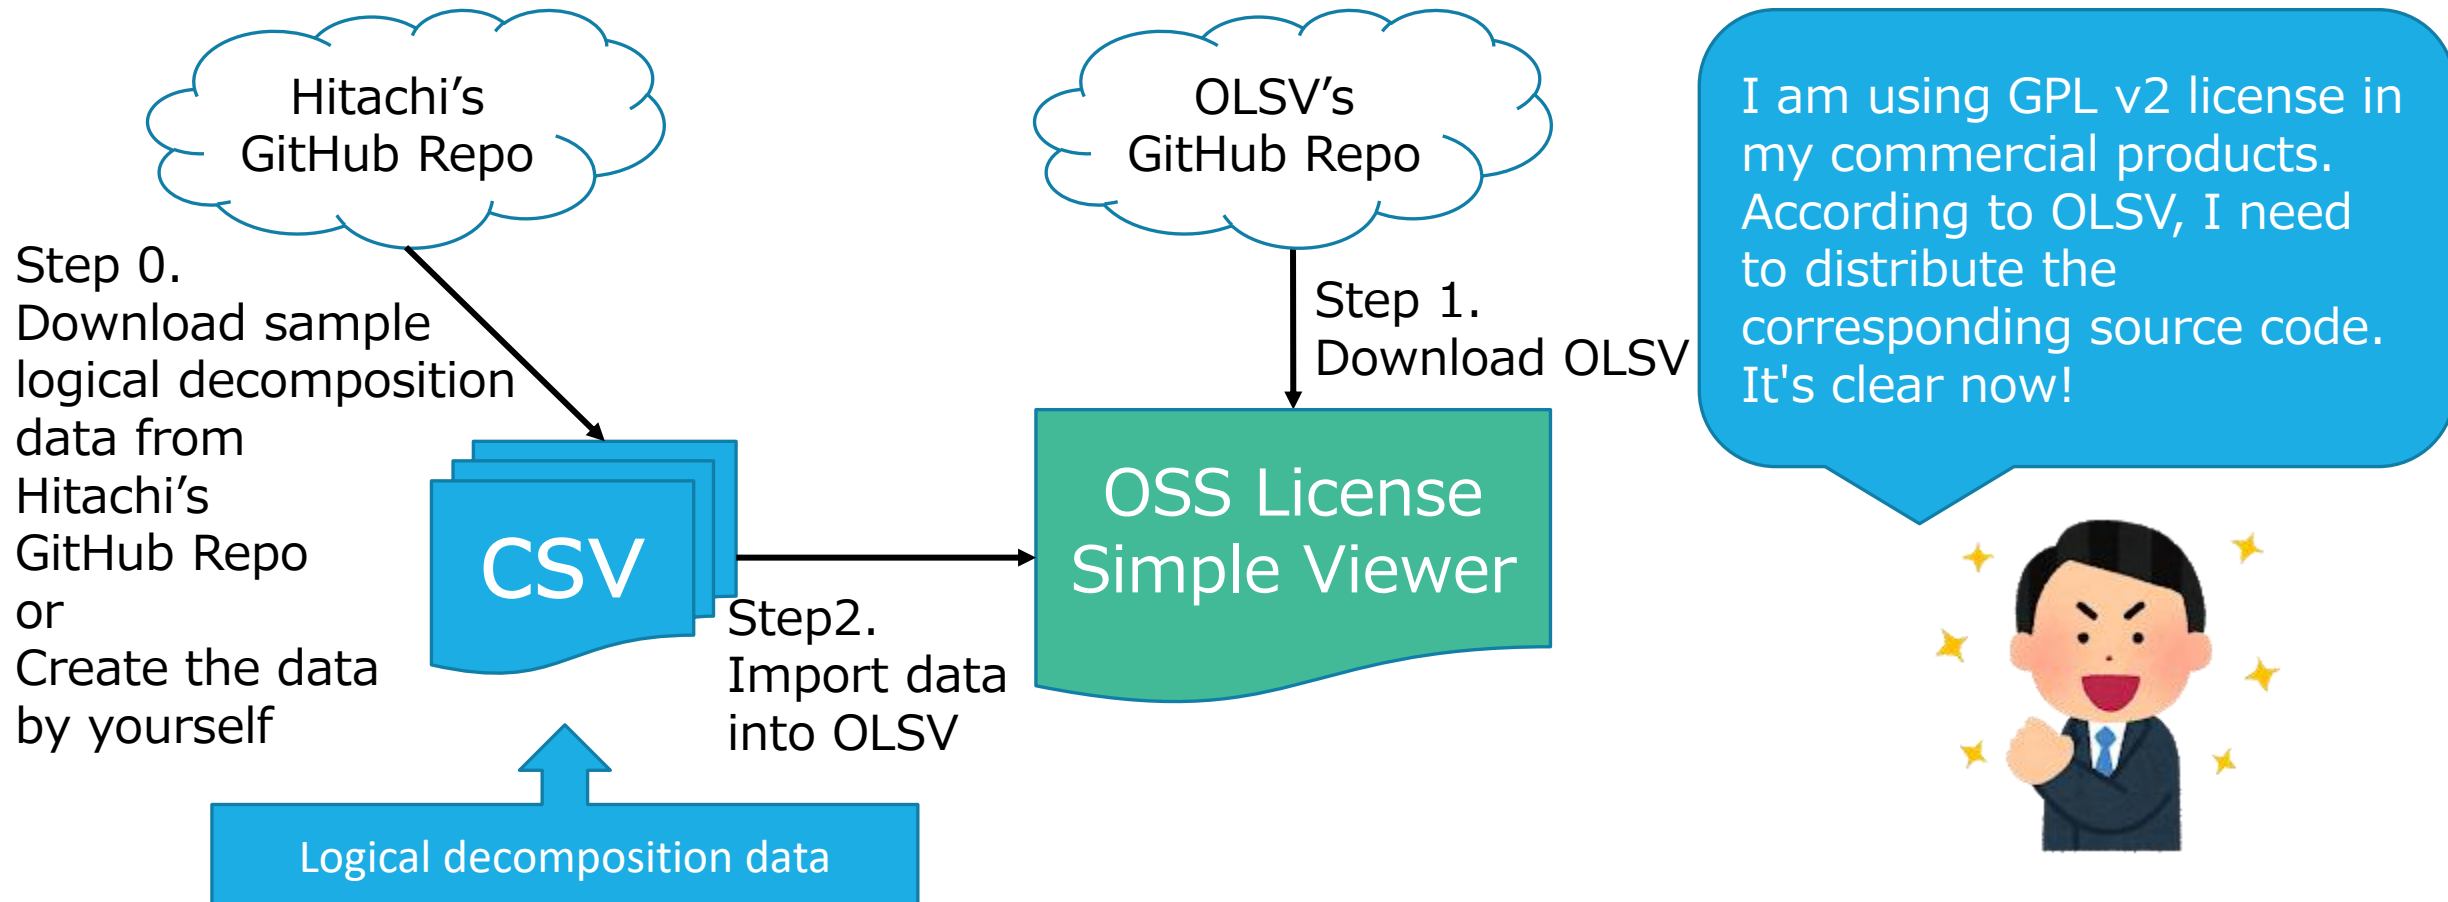 Hitachi’s
GitHub Repo
OLSV’s
GitHub Repo
I am using GPL v2 license in
my commercial products.
According to OLSV, I need
to distribute the
corresponding source code.
It's clear now!
Step 0.
Download sample
logical decomposition
data from
Hitachi’s
GitHub Repo
or
Create the data
by yourself
Step 1.
Download OLSV
CSV
OSS License
Simple Viewer
Step2.
Import data
into OLSV
Logical decomposition data